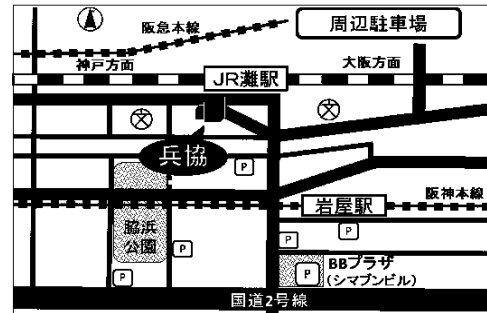 阪急本線
周辺駐車場
神戸方面
大阪方面
JR灘駅
兵協
P
阪神本線
岩屋駅
脇浜
公園
P
P
P
P
P
BBプラザ
(シマブンビル)
国道2号線